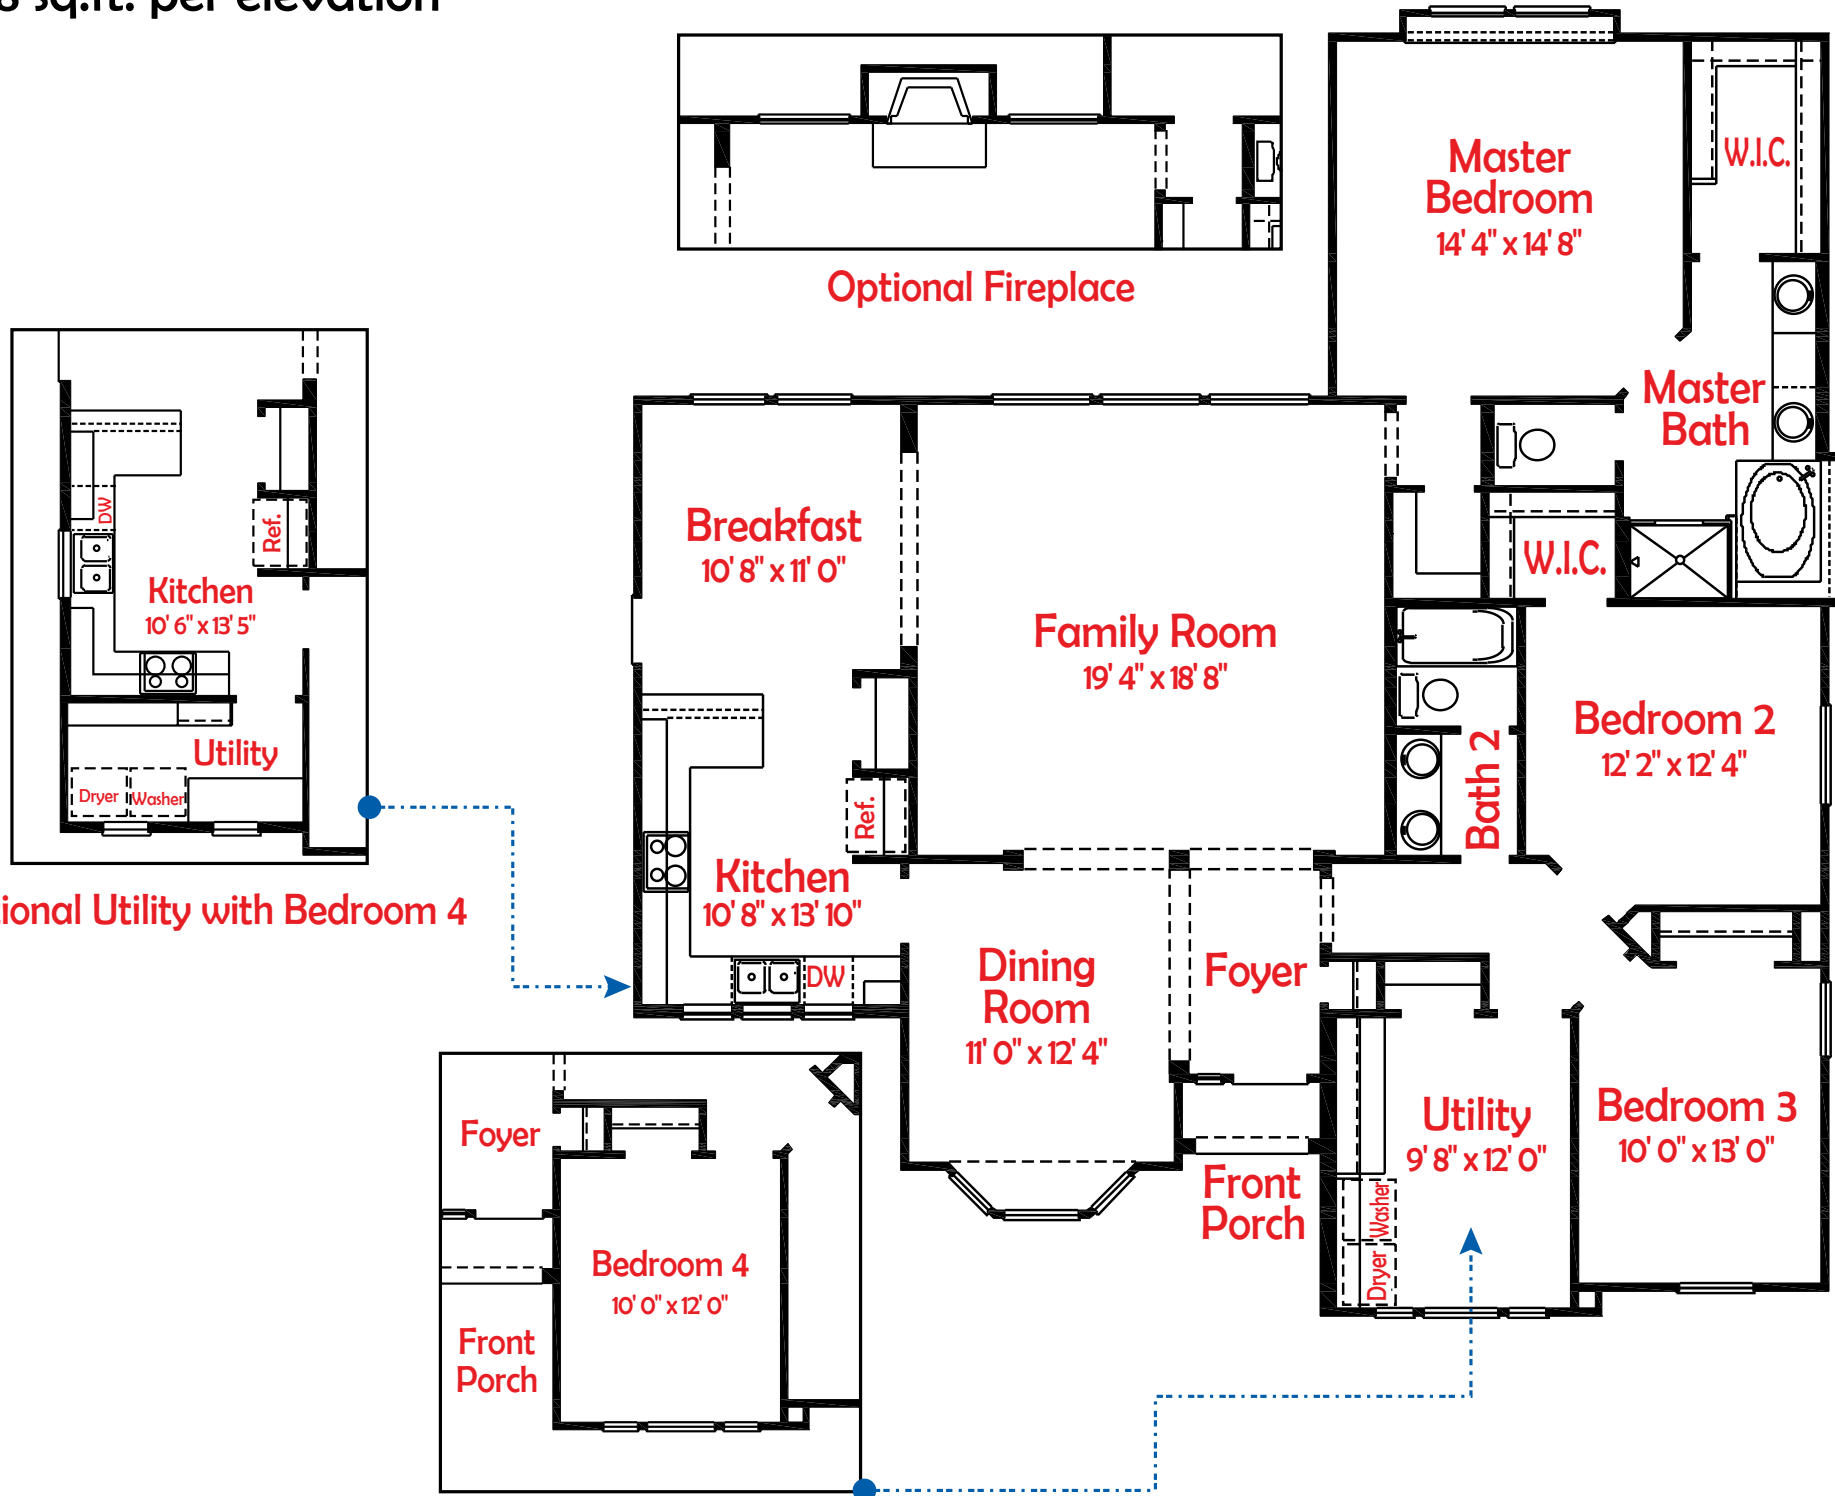 sq.ft. per elevation
Optional Fireplace
Master
Bedroom
14' 4" x 14' 8"
W.I.C.
Master
Bath
W.I.C.
Breakfast
10' 8" x 11' 0"
Family Room
19' 4" x 18' 8"
Bedroom 2
12' 2" x 12' 4"
Bath 2
Ref.
Kitchen
10' 8" x 13' 10"
DW
Dining
Room
11' 0" x 12' 4"
Foyer
Front
Porch
Utility
9' 8" x 12' 0"
Washer
Dryer
Bedroom 3
10' 0" x 13' 0"
DW
Ref.
Kitchen
10' 6" x 13' 5"
Utility
Dryer
Washer
tional Utility with Bedroom 4
Foyer
Bedroom 4
10' 0" x 12' 0"
Front
Porch